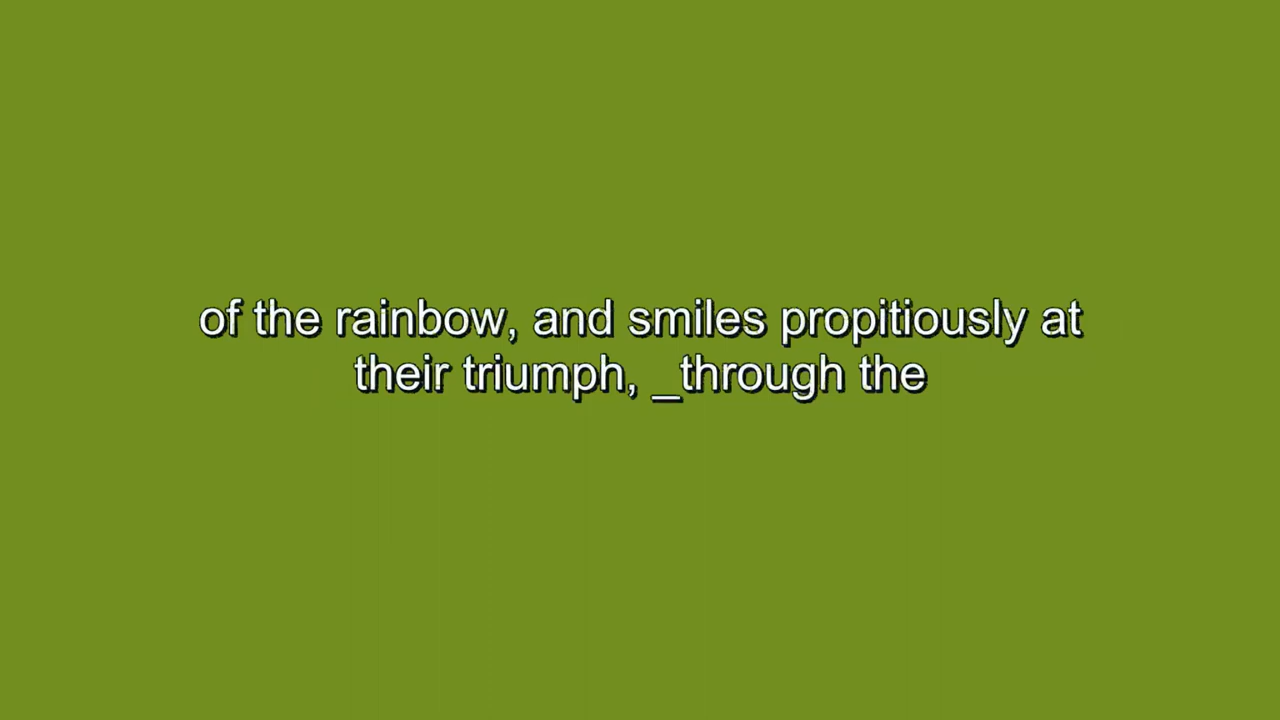 of the rainbow, and smiles propitiously at
their triumph, _through the